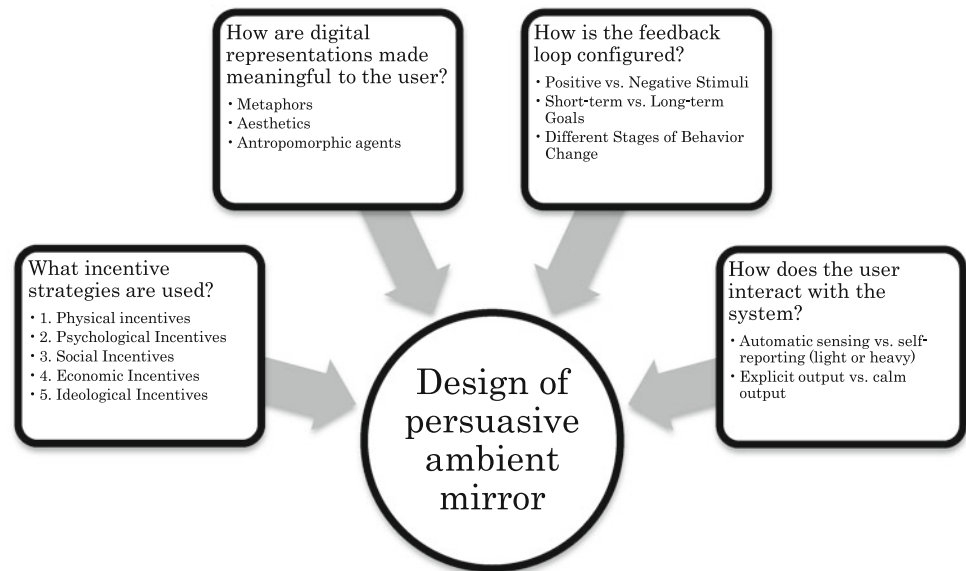 How are digital
representations made
meaningful to the user?
• Metaphors
• Aesthetics
• Antropomorphic agents
How is the feedback
loop configured?
• Positive vs. Negative Stimuli
• Short-term vs. Long-term
Goals
• Different Stages of Behavior
Change
What incentive
strategies are used?
• 1. Physical incentives
• 2. Psychological Incentives
• 3. Social Incentives
• 4. Economic Incentives
• 5. Ideological Incentives
How does the user
interact with the
system?
• Automatic sensing vs. self-
reporting (light or heavy)
• Explicit output vs. calm
output
Design of
persuasive
ambient
mirror